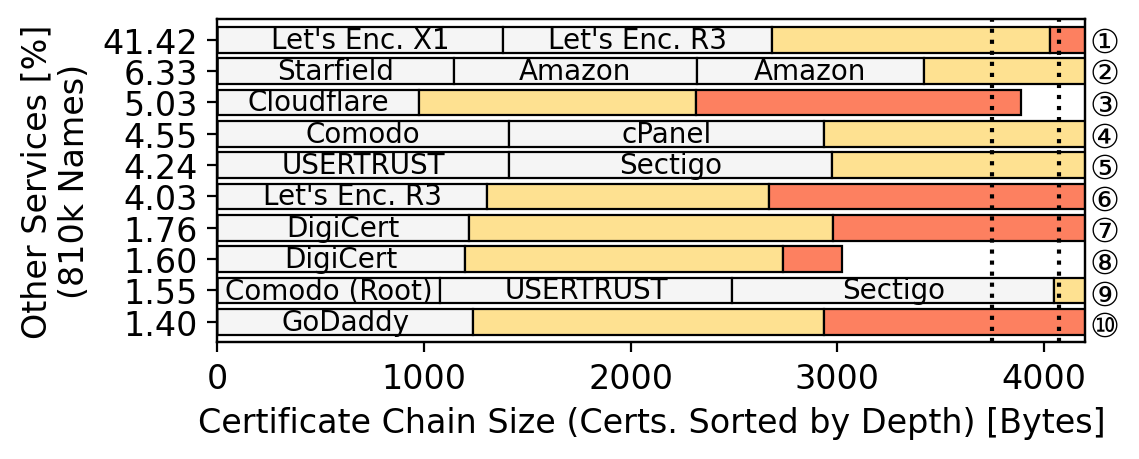 Other Services [%]
(810k Names)
41.42 Let's Enc. X1 Let's Enc. R3 ①
6.33 Starfield Amazon Amazon ②
5.03 Cloudflare ③
4.55 Comodo cPanel ④
4.24 USERTRUST Sectigo ⑤
4.03 Let's Enc. R3 ⑥
1.76 DigiCert ⑦
1.60 DigiCert ⑧
1.55 Comodo (Root) USERTRUST Sectigo ⑨
1.40 GoDaddy ⑩
0 1000 2000 3000 4000
Certificate Chain Size (Certs. Sorted by Depth) [Bytes]